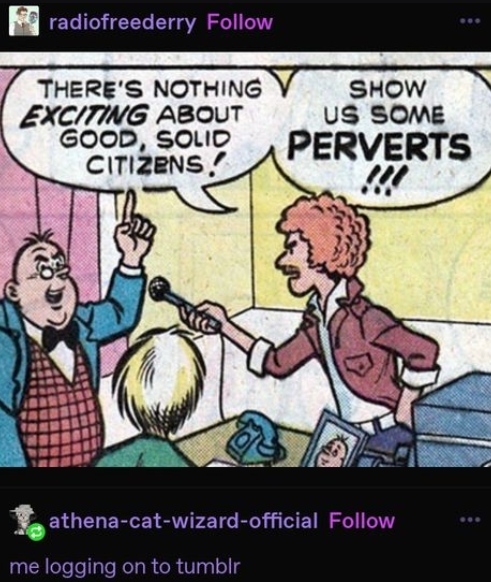 radiofreederry Follow
THERE'S NOTHING
EXCITING ABOUT
GOOD, SOLID
CITIZENS!
SHOW
US SOME
PERVERTS
!!!
athena-cat-wizard-official Follow
me logging on to tumblr